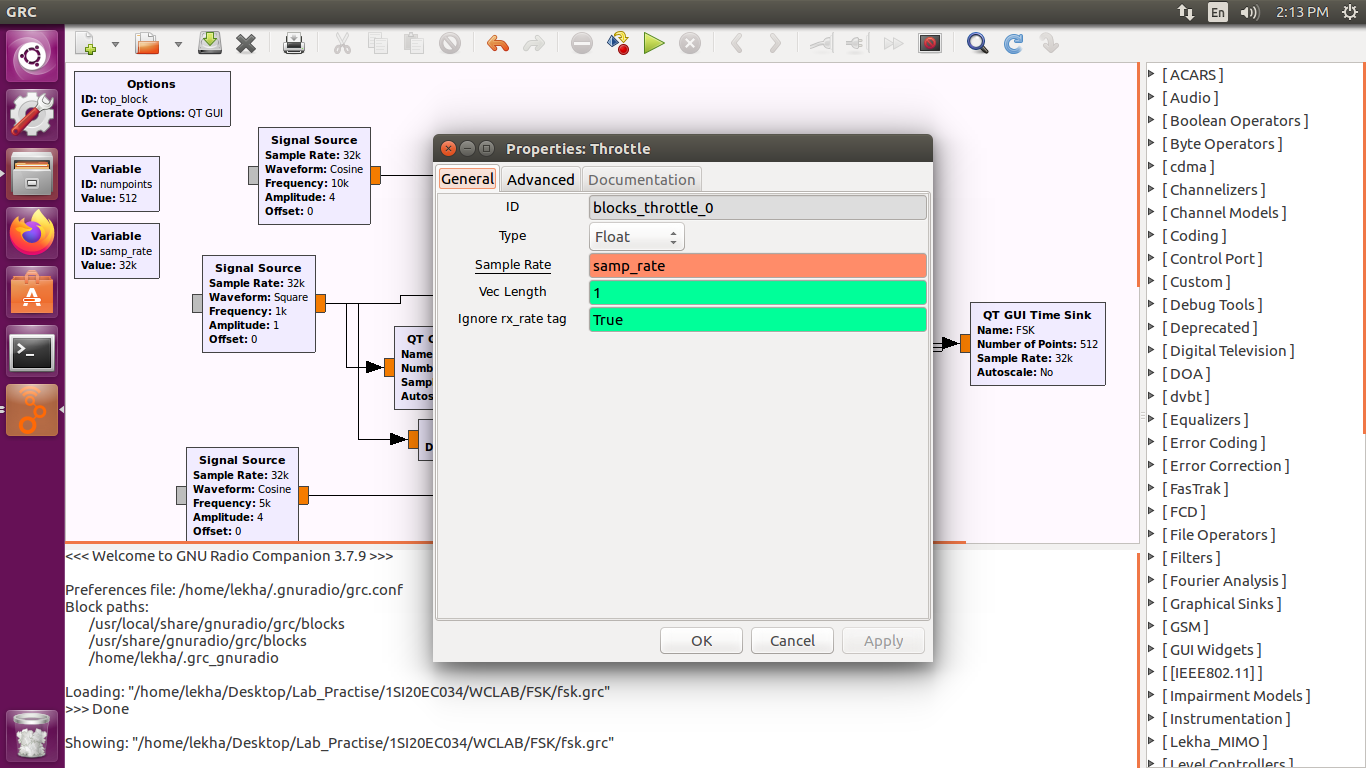 GRC
En
2:13 PM
Options
ID: top_block
Generate Options: QT GUI
Variable
ID: numpoints
Value: 512
Variable
ID: samp_rate
Value: 32k
Signal Source
Sample Rate: 32k
Waveform: Cosine
Frequency: 10k
Amplitude: 4
Offset: 0
Signal Source
Sample Rate: 32k
Waveform: Square
Frequency: 1k
Amplitude: 1
Offset: 0
QT
Name
Signal Source
Sample Rate: 32k
Waveform: Cosine
Frequency: 5k
Amplitude: 4
Offset: 0
Properties: Throttle
General Advanced Documentation
ID blocks_throttle_0
Type Float
Sample Rate samp_rate
Vec Length 1
Ignore rx_rate tag True
OK Cancel Apply
QT GUI Time Sink
Name: FSK
Number of Points: 512
Sample Rate: 32k
Autoscale: No
<<< Welcome to GNU Radio Companion 3.7.9 >>>
Preferences file: /home/lekha/.gnuradio/grc.conf
Block paths:
/usr/local/share/gnuradio/grc/blocks
/usr/share/gnuradio/grc/blocks
/home/lekha/.grc_gnuradio
Loading: "/home/lekha/Desktop/Lab_Practise/1SI20EC034/WCLAB/FSK/fsk.grc"
>>> Done
Showing: "/home/lekha/Desktop/Lab_Practise/1SI20EC034/WCLAB/FSK/fsk.grc"
[ ACARS ]
[ Audio ]
[ Boolean Operators ]
[ Byte Operators ]
[ cdma ]
[ Channelizers ]
[ Channel Models ]
[ Coding ]
[ Control Port ]
[ Custom ]
[ Debug Tools ]
[ Deprecated ]
[ Digital Television ]
[ DOA ]
[ dvbt ]
[ Equalizers ]
[ Error Coding ]
[ Error Correction ]
[ FasTrak ]
[ FCD ]
[ File Operators ]
[ Filters ]
[ Fourier Analysis ]
[ Graphical Sinks ]
[ GSM ]
[ GUI Widgets ]
[ [IEEE802.11] ]
[ Impairment Models ]
[ Instrumentation ]
[ Lekha_MIMO ]
[ Level Controllers ]